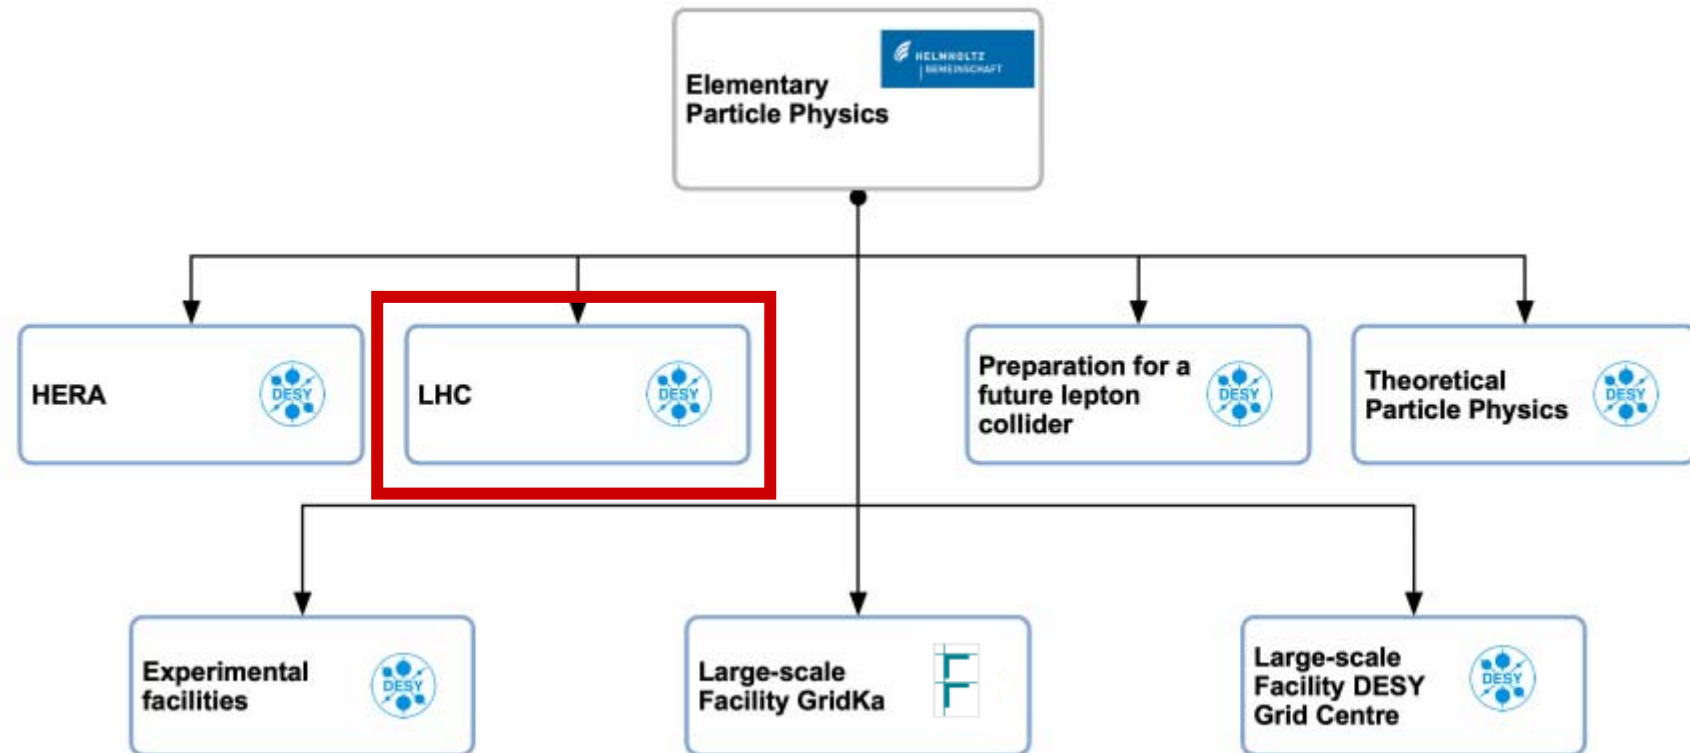 Elementary
Particle Physics
HELMHOLTZ
GEMEINSCHAFT
HERA
DESY
LHC
DESY
Preparation for a
future lepton
collider
DESY
Theoretical
Particle Physics
DESY
Experimental
facilities
DESY
Large-scale
Facility GridKa
Large-scale
Facility DESY
Grid Centre
DESY